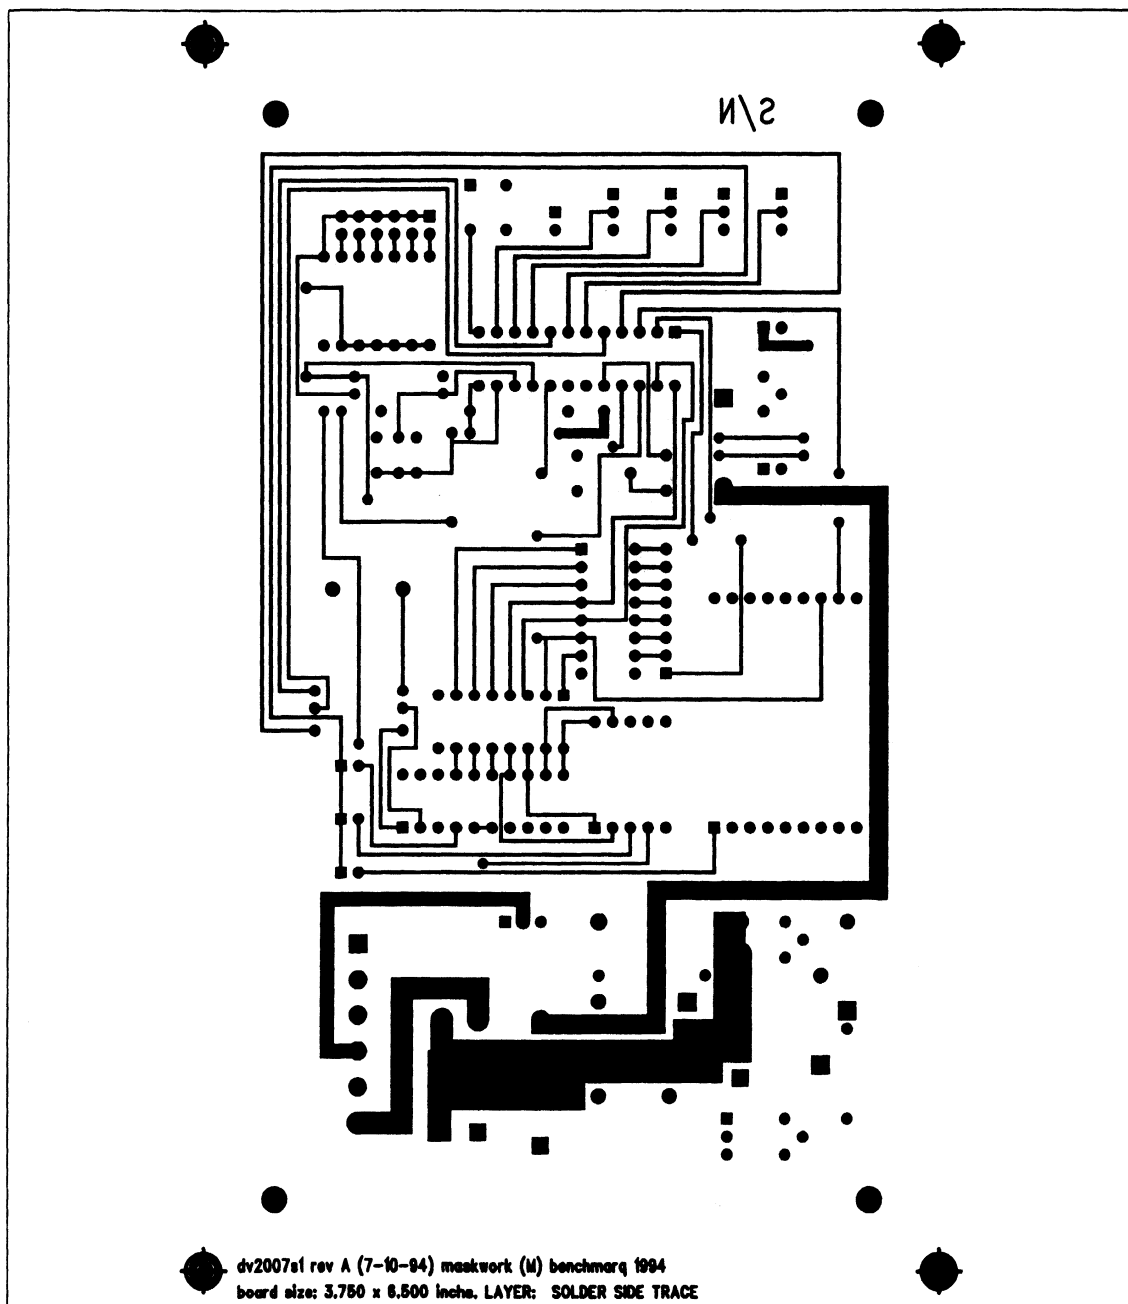 S/N
dv2007s1 rev A (7-10-94) maskwork (M) benchmarq 1994
board size: 3.750 x 6.500 inchs. LAYER: SOLDER SIDE TRACE